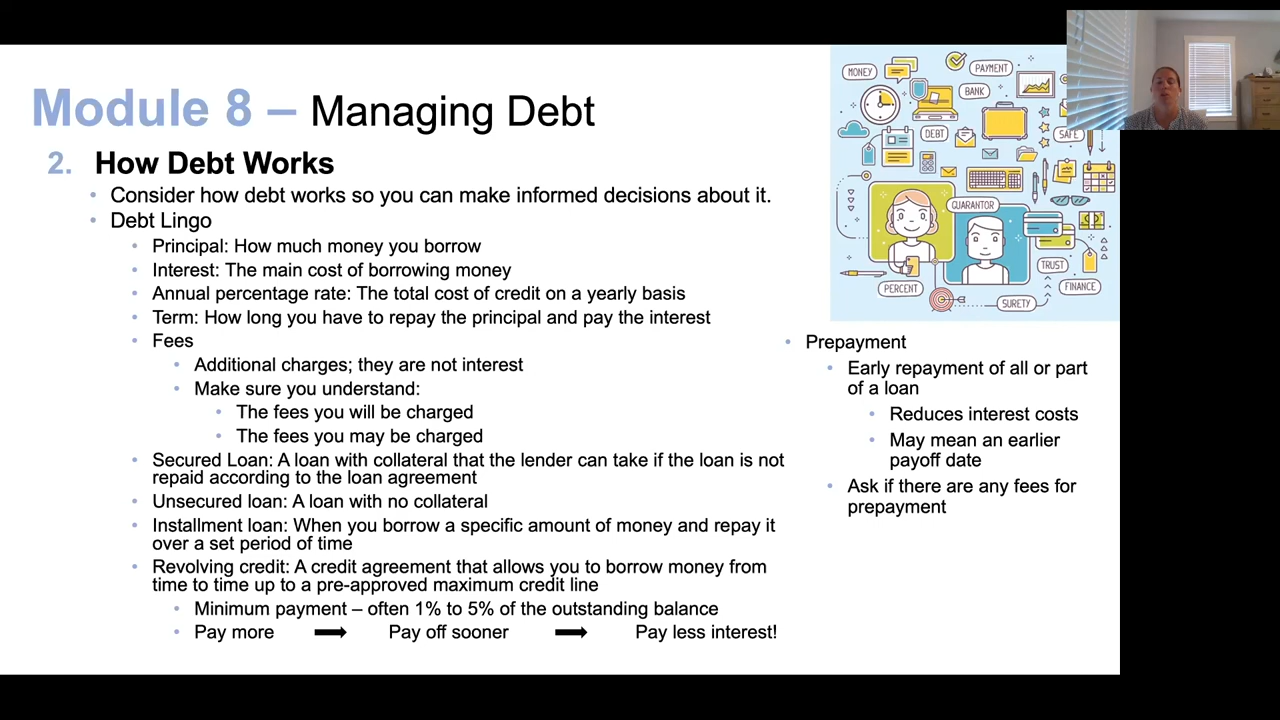 Module 8 – Managing Debt
2. How Debt Works
• Consider how debt works so you can make informed decisions about it.
• Debt Lingo
• Principal: How much money you borrow
• Interest: The main cost of borrowing money
• Annual percentage rate: The total cost of credit on a yearly basis
• Term: How long you have to repay the principal and pay the interest
• Fees
• Additional charges; they are not interest
• Make sure you understand:
• The fees you will be charged
• The fees you may be charged
• Secured Loan: A loan with collateral that the lender can take if the loan is not
repaid according to the loan agreement
• Unsecured loan: A loan with no collateral
• Installment loan: When you borrow a specific amount of money and repay it
over a set period of time
• Revolving credit: A credit agreement that allows you to borrow money from
time to time up to a pre-approved maximum credit line
• Minimum payment – often 1% to 5% of the outstanding balance
• Pay more ➡ Pay off sooner ➡ Pay less interest!
MONEY
PAYMENT
BANK
DEBT
SAFE
GUARANTOR
TRUST
PERCENT
FINANCE
SURETY
• Prepayment
• Early repayment of all or part
of a loan
• Reduces interest costs
• May mean an earlier
payoff date
• Ask if there are any fees for
prepayment